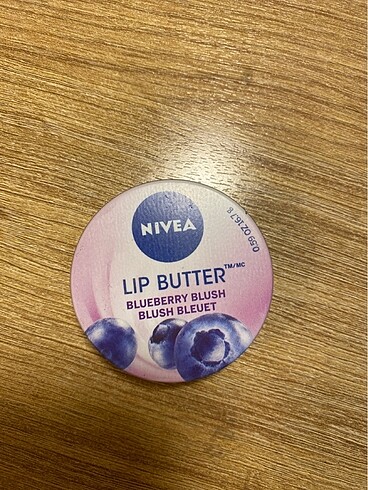 NIVEA
0.59 OZ 16.7 g
LIP BUTTER™/MC
BLUEBERRY BLUSH
BLUSH BLEUET